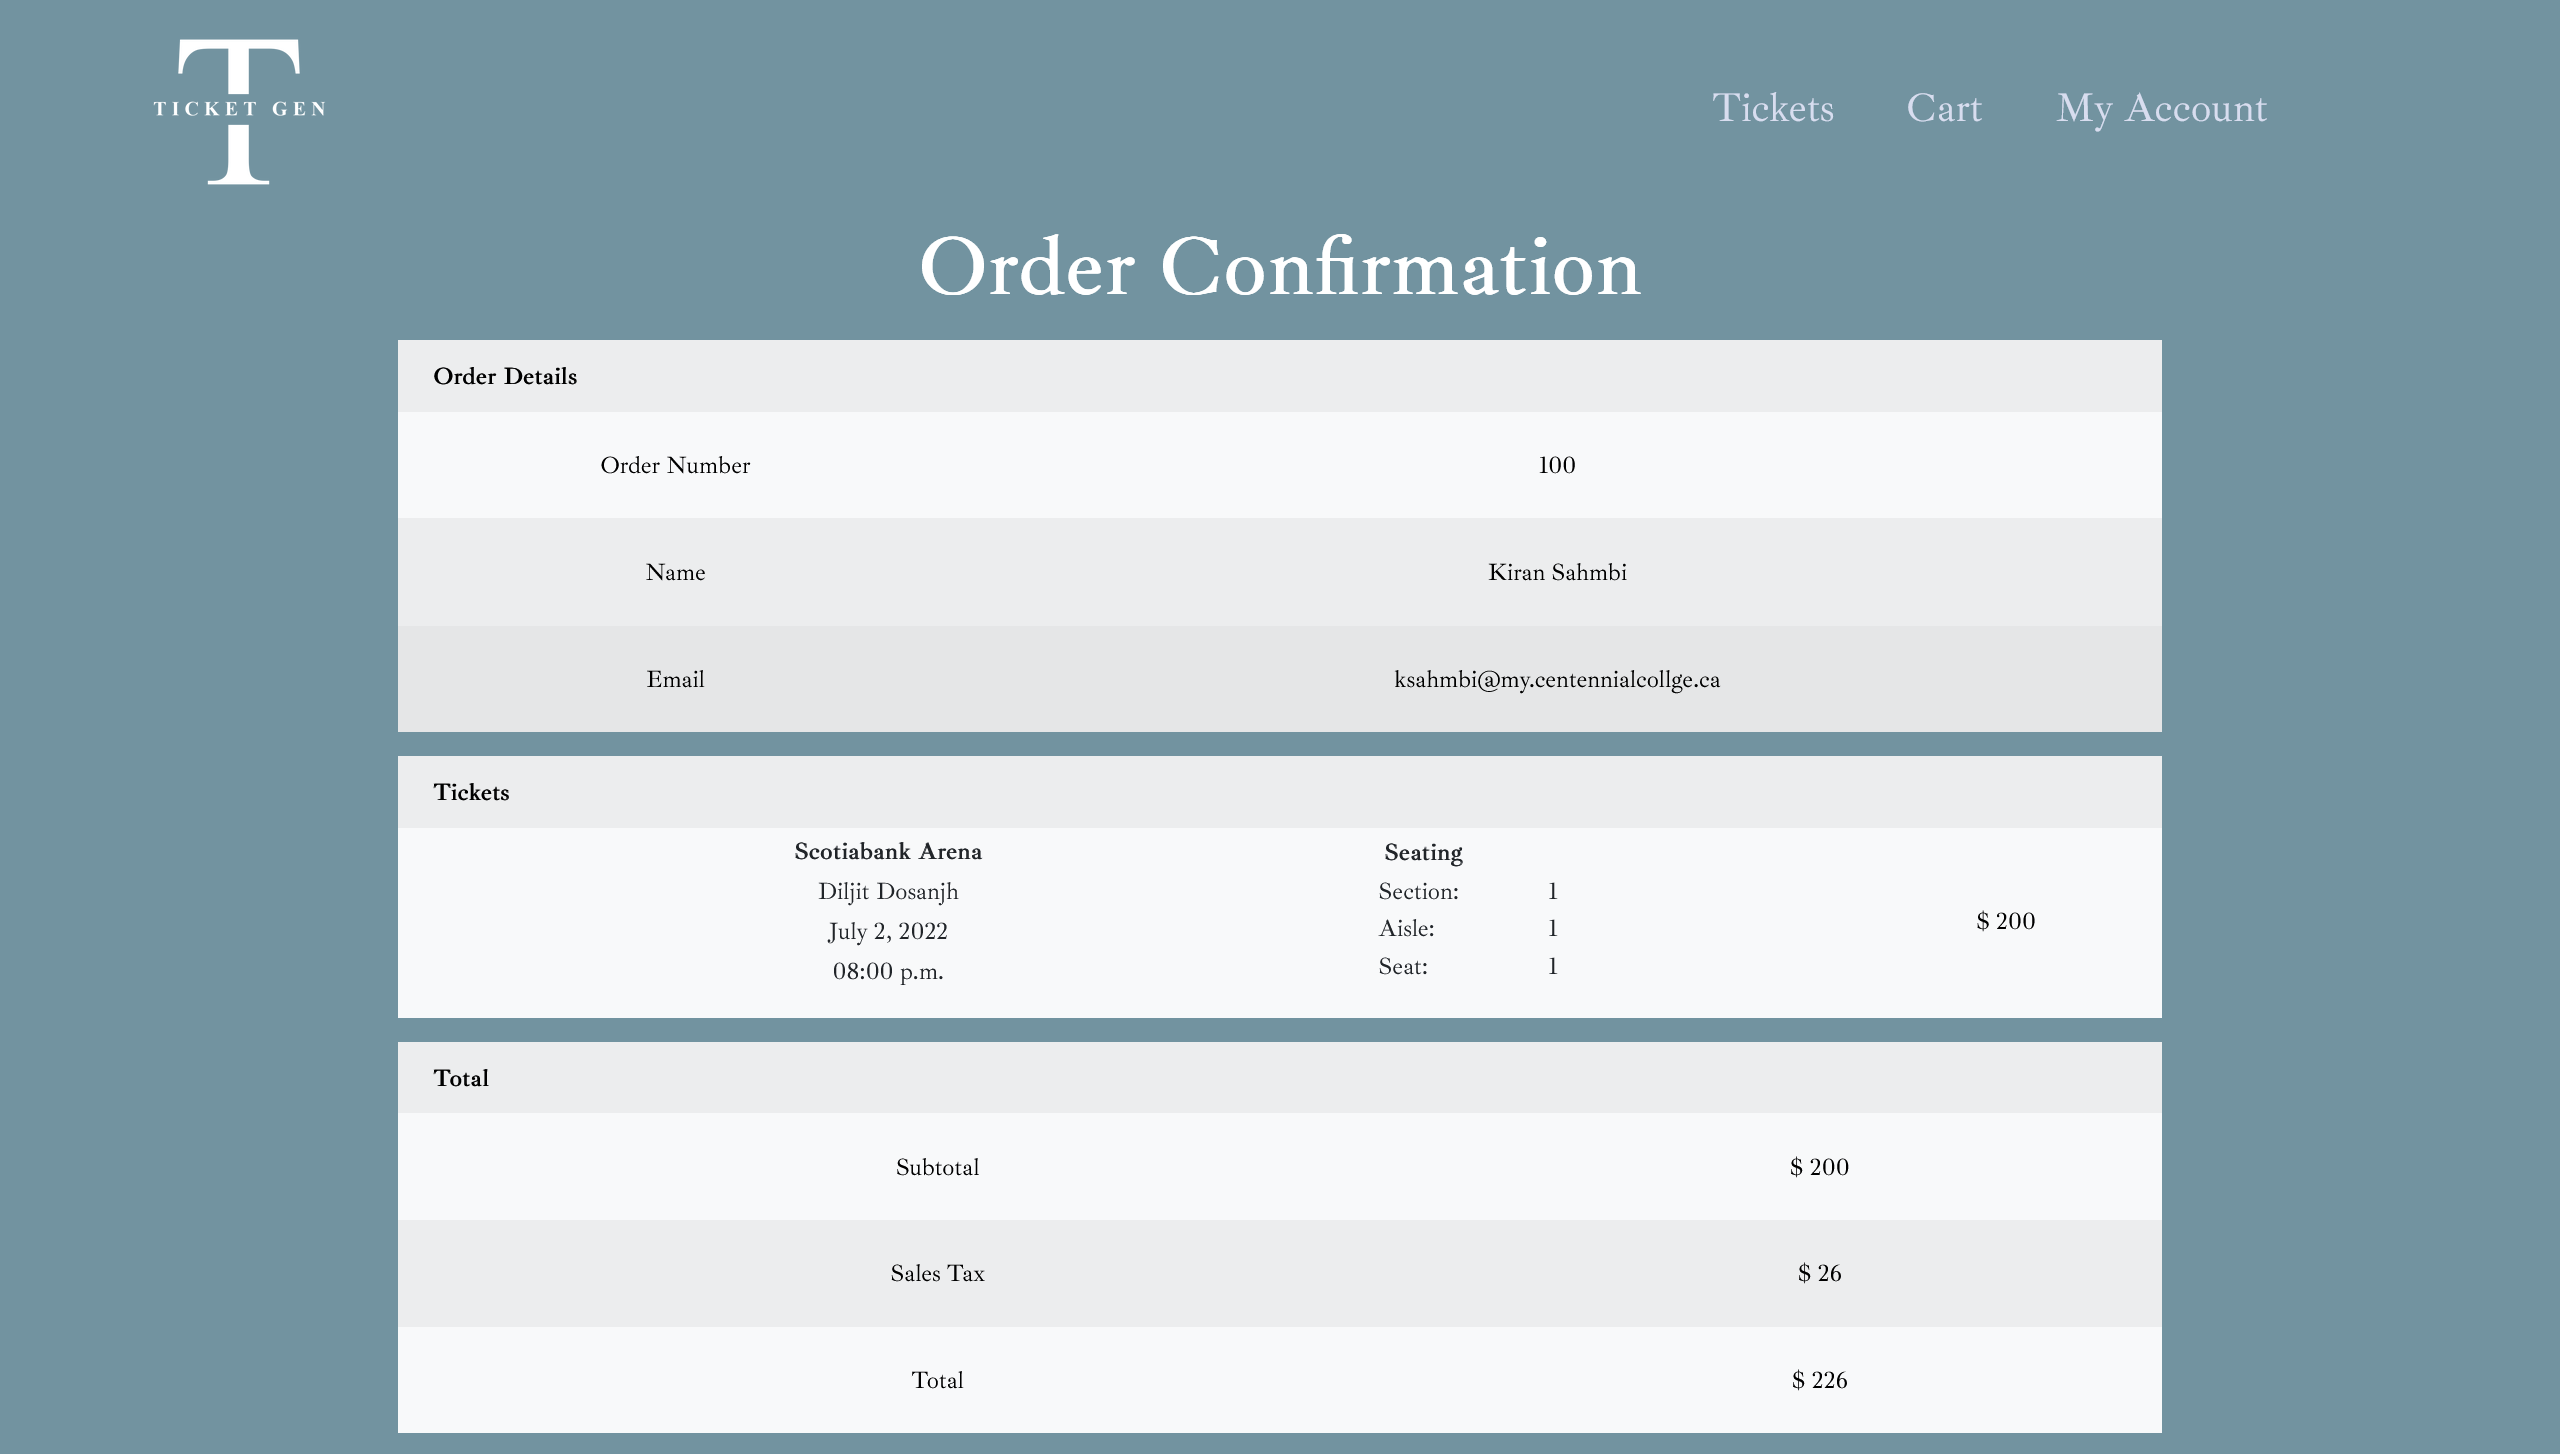 TICKET GEN
Tickets Cart My Account
Order Confirmation
Order Details
Order Number 100
Name Kiran Sahmbi
Email ksahmbi@my.centennialcollge.ca
Tickets
Scotiabank Arena
Diljit Dosanjh
July 2, 2022
08:00 p.m.
Seating
Section: 1
Aisle: 1
Seat: 1
$ 200
Total
Subtotal $ 200
Sales Tax $ 26
Total $ 226